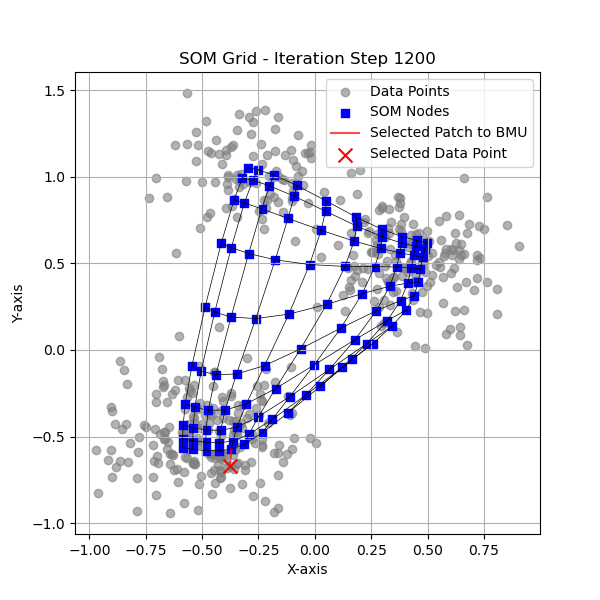 SOM Grid - Iteration Step 1200
Data Points
SOM Nodes
Selected Patch to BMU
Selected Data Point
Y-axis
1.5
1.0
0.5
0.0
−0.5
−1.0
−1.00 −0.75 −0.50 −0.25 0.00 0.25 0.50 0.75
X-axis